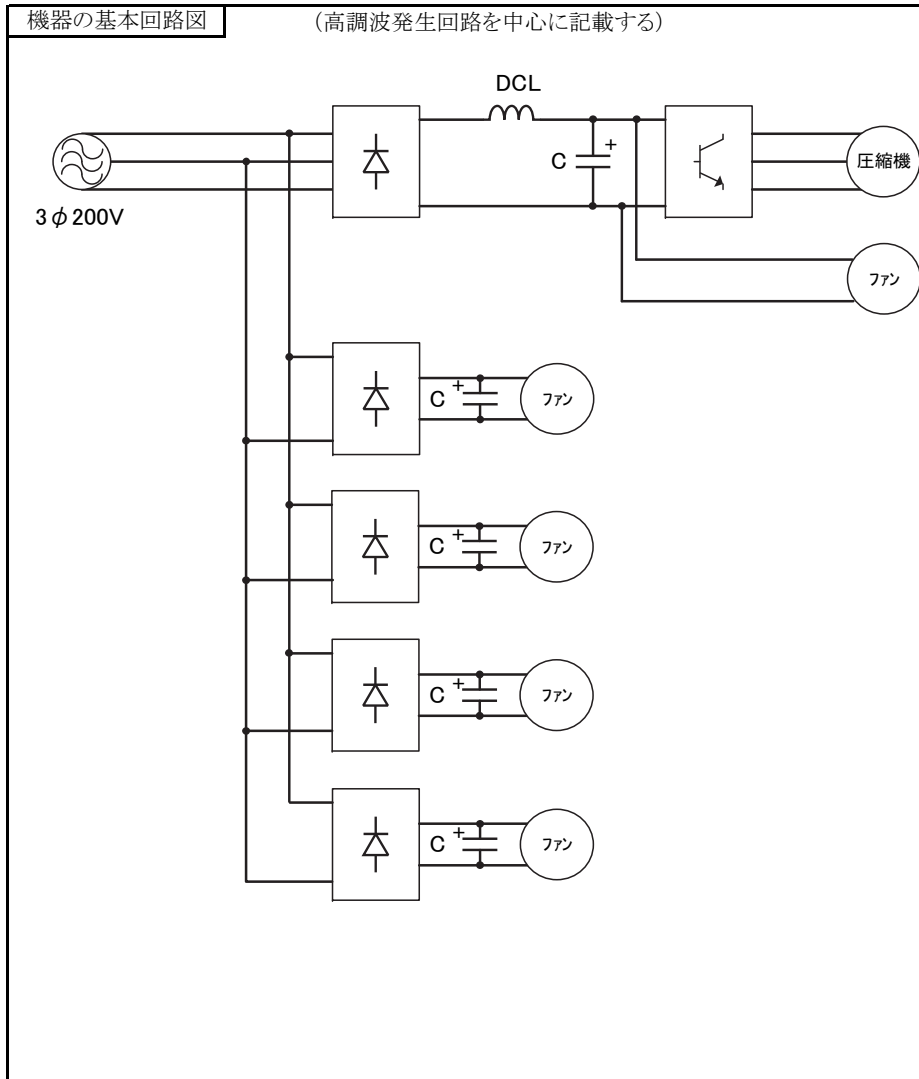 機器の基本回路図
（高調波発生回路を中心に記載する）
DCL
C
+
圧縮機
3φ200V
ファン
C
+
ファン
C
+
ファン
C
+
ファン
C
+
ファン